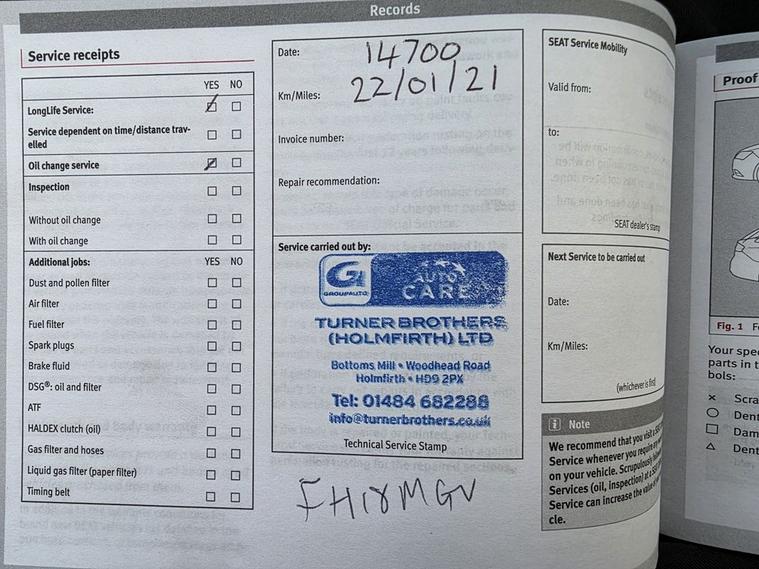 Records
Service receipts
YES NO
LongLife Service:
Service dependent on time/distance trav-
elled
Oil change service
Inspection
Without oil change
With oil change
Additional jobs: YES NO
Dust and pollen filter
Air filter
Fuel filter
Spark plugs
Brake fluid
DSG®: oil and filter
ATF
HALDEX clutch (oil)
Gas filter and hoses
Liquid gas filter (paper filter)
Timing belt
Date: 14700
Km/Miles: 22/01/21
Invoice number:
Repair recommendation:
Service carried out by:
G
GROUPAUTO
AUTO
CARE
TURNER BROTHERS
(HOLMFIRTH) LTD
Bottoms Mill • Woodhead Road
Holmfirth • HD9 2PX
Tel: 01484 682288
info@turnerbrothers.co.uk
Technical Service Stamp
FH18MGV
SEAT Service Mobility
Valid from:
to:
SEAT dealer's stamp
Next Service to be carried out
Date:
Km/Miles:
(whichever is first)
i Note
We recommend that you visit a SEAT
Service whenever you require any
on your vehicle. Scrupulously
Services (oil, inspection) at a SEAT
Service can increase the value of
cle.
Proof
Fig. 1
Your spe
parts in t
bols:
× Scra
Dent
Dam
Dent